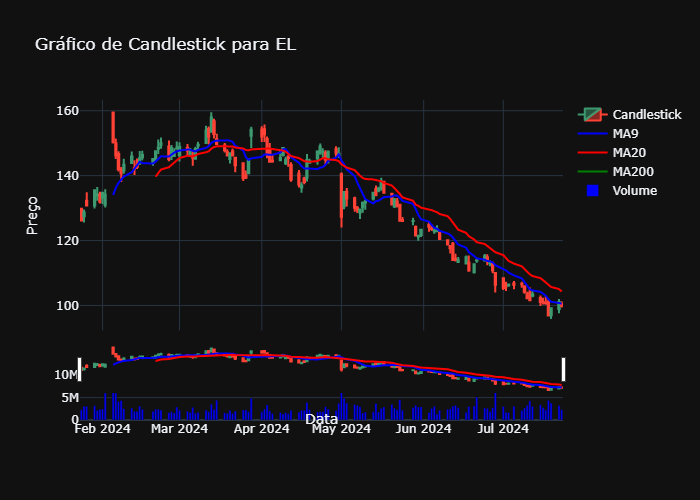 Gráfico de Candlestick para EL
160
140
120
100
Preço
Candlestick
MA9
MA20
MA200
Volume
10M
5M
0
Data
Feb 2024
Mar 2024
Apr 2024
May 2024
Jun 2024
Jul 2024